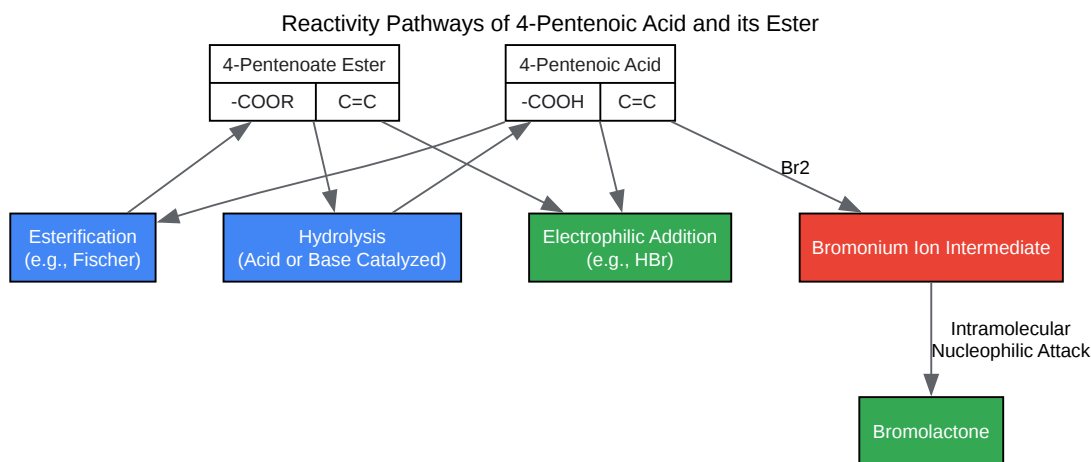 Reactivity Pathways of 4-Pentenoic Acid and its Ester
4-Pentenoate Ester
-COOR
C=C
4-Pentenoic Acid
-COOH
C=C
Br2
Esterification
(e.g., Fischer)
Hydrolysis
(Acid or Base Catalyzed)
Electrophilic Addition
(e.g., HBr)
Bromonium Ion Intermediate
Intramolecular
Nucleophilic Attack
Bromolactone